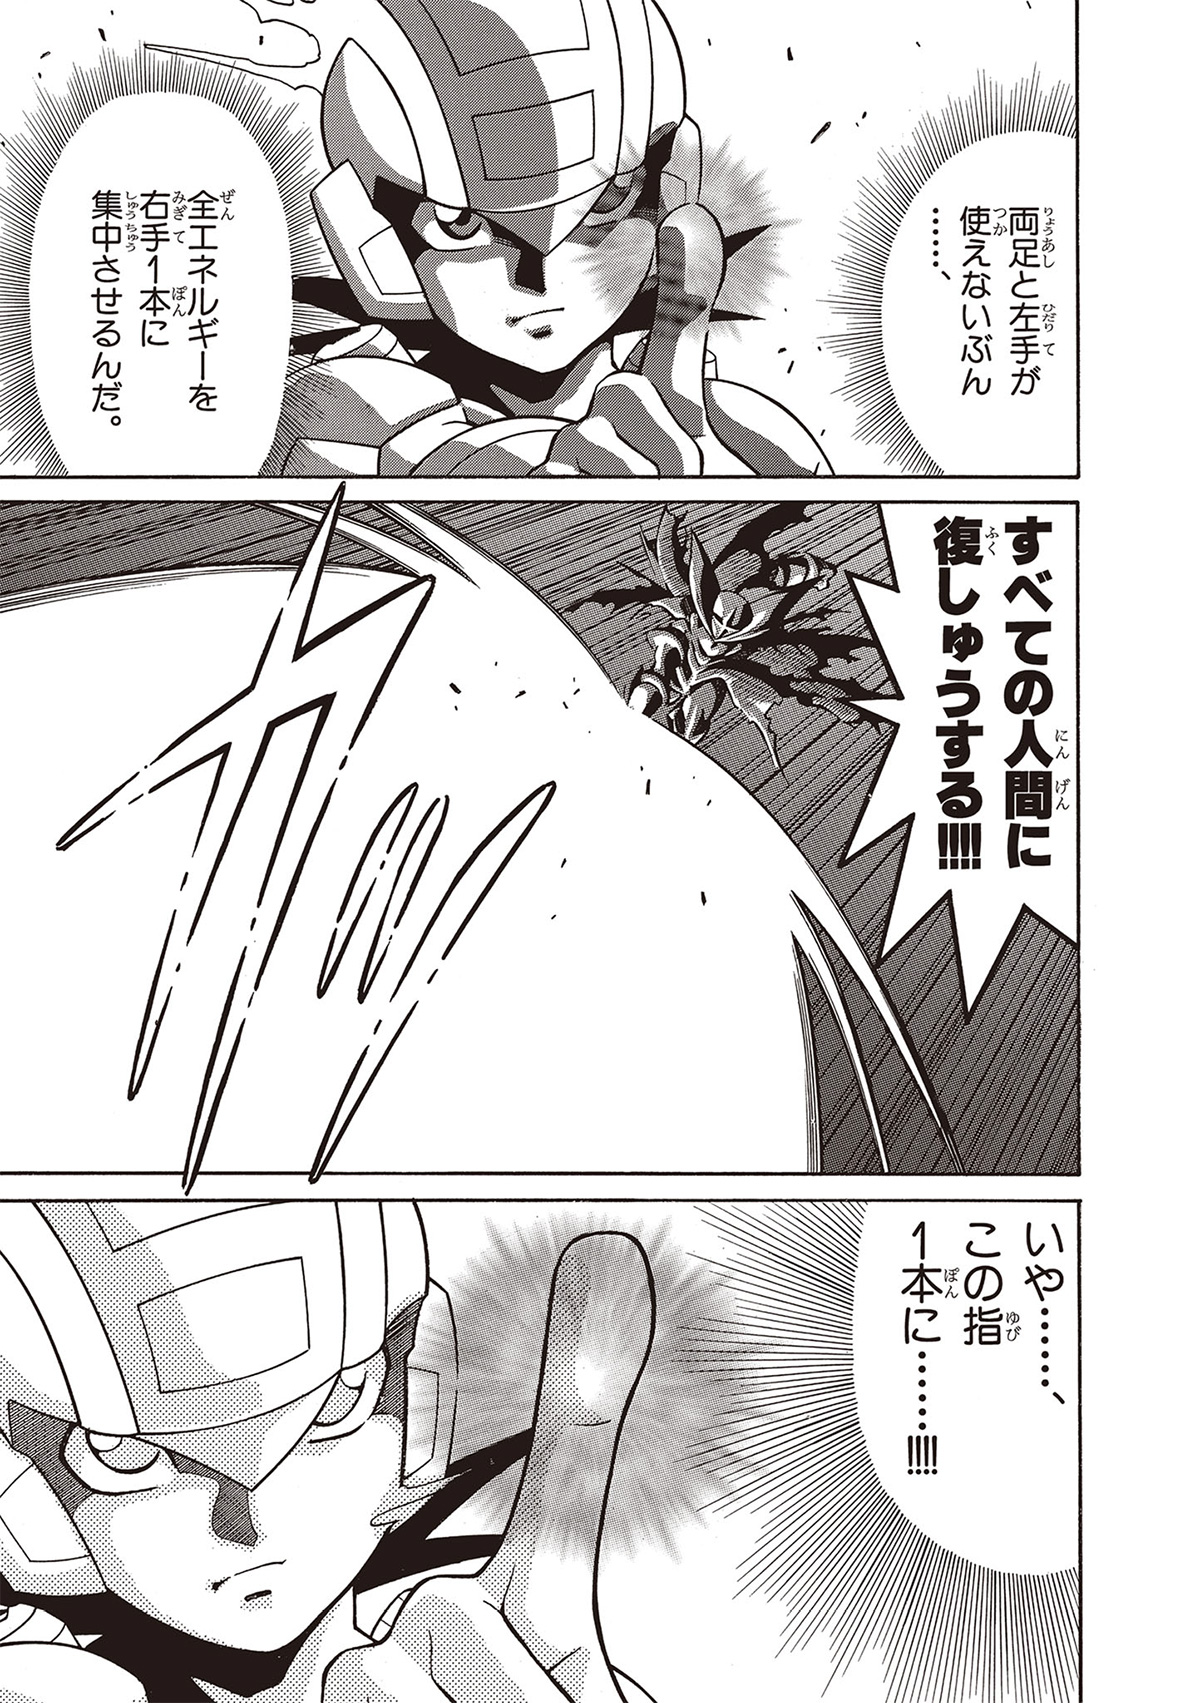 両足と左手が
使えないぶん
……、
全エネルギーを
右手1本に
集中させるんだ。
すべての人間に
復しゅうする!!!!
いや………、
この指
1本に………!!!!